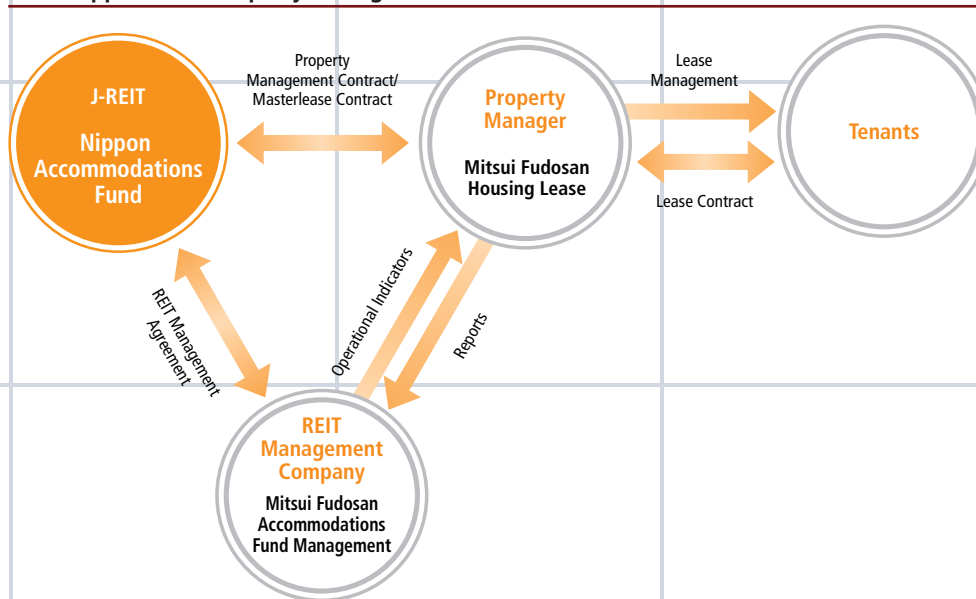 J-REIT
Nippon
Accommodations
Fund
Property
Management Contract/
Masterlease Contract
Property
Manager
Mitsui Fudosan
Housing Lease
Lease
Management
Lease Contract
Tenants
REIT Management
Agreement
Operational Indicators
Reports
REIT
Management
Company
Mitsui Fudosan
Accommodations
Fund Management